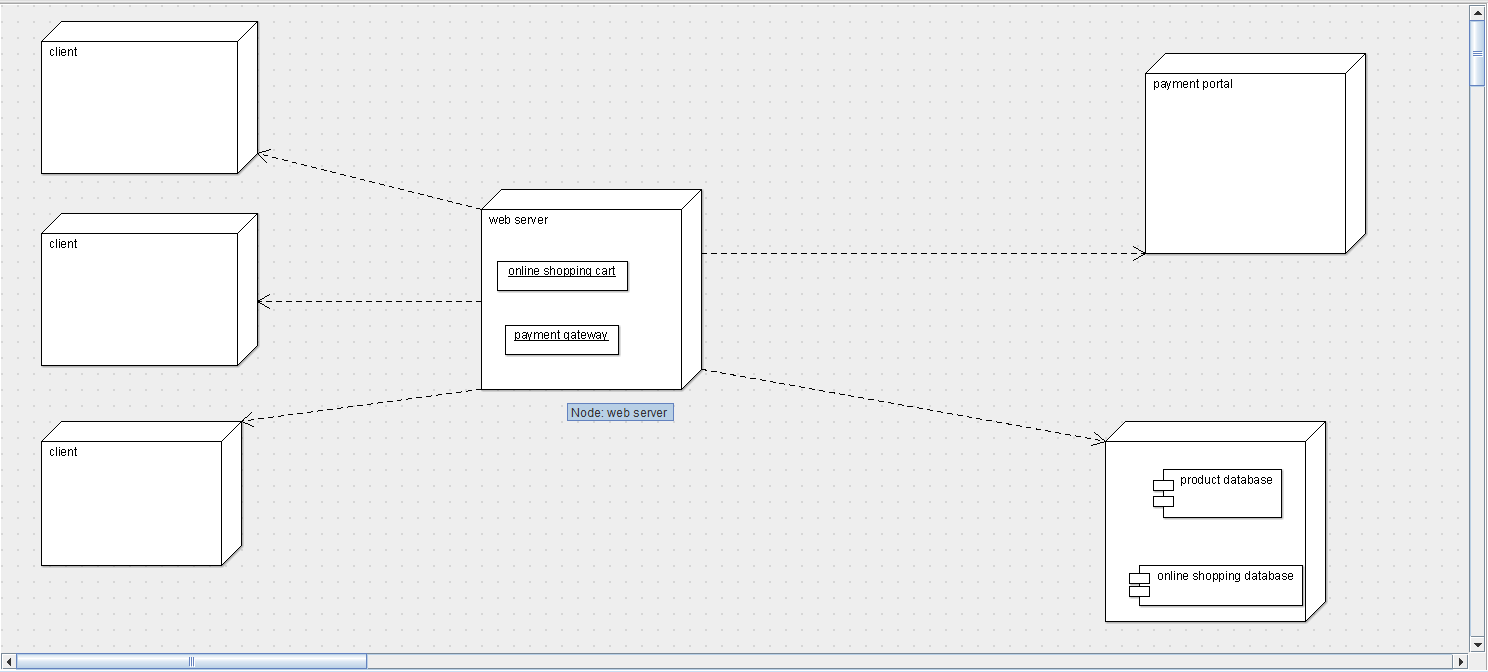 client
client
client
web server
online shopping cart
payment gateway
Node: web server
payment portal
product database
online shopping database